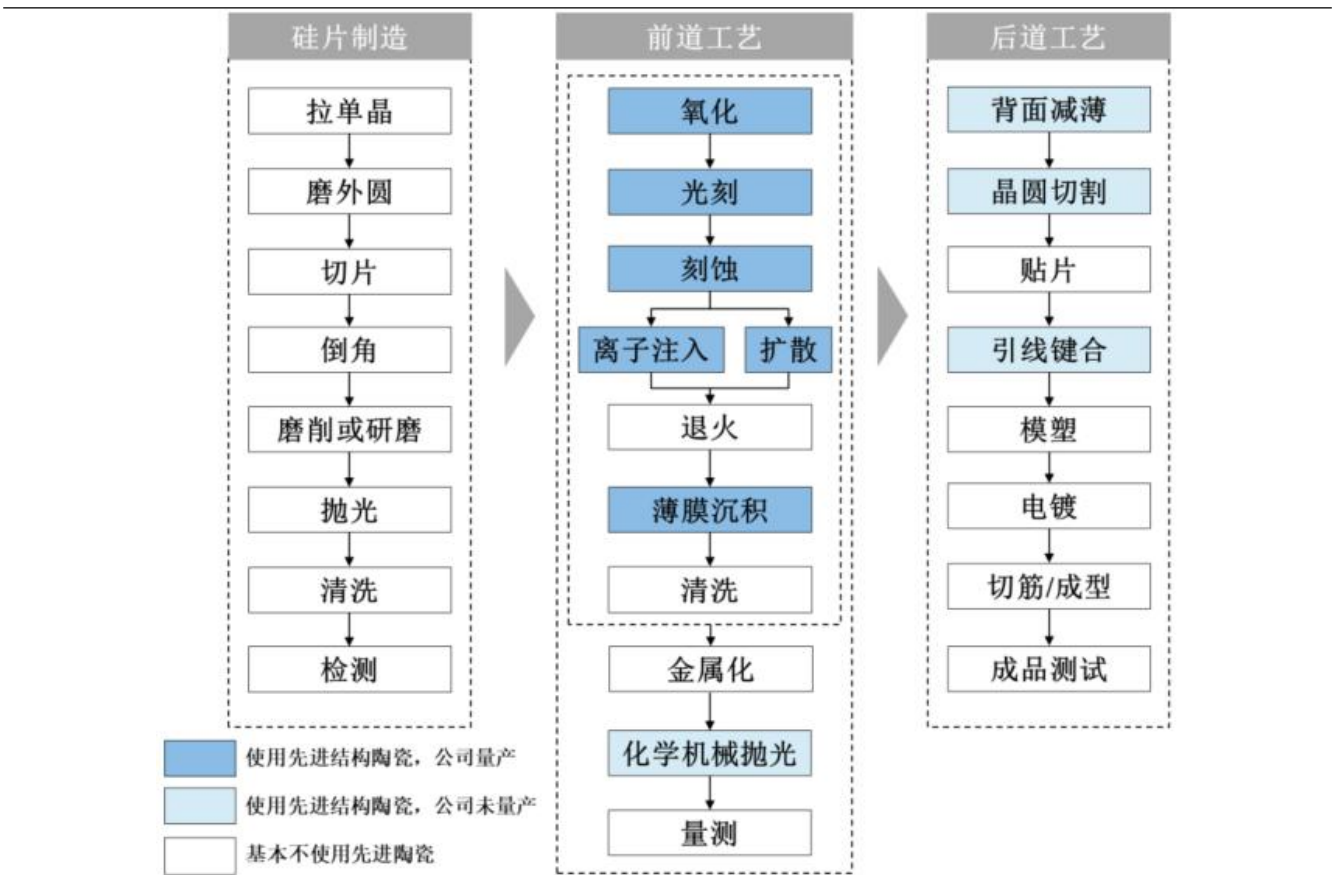 硅片制造
拉单晶
磨外圆
切片
倒角
磨削或研磨
抛光
清洗
检测
前道工艺
氧化
光刻
刻蚀
离子注入
扩散
退火
薄膜沉积
清洗
金属化
化学机械抛光
量测
后道工艺
背面减薄
晶圆切割
贴片
引线键合
模塑
电镀
切筋/成型
成品测试
使用先进结构陶瓷，公司量产
使用先进结构陶瓷，公司未量产
基本不使用先进陶瓷